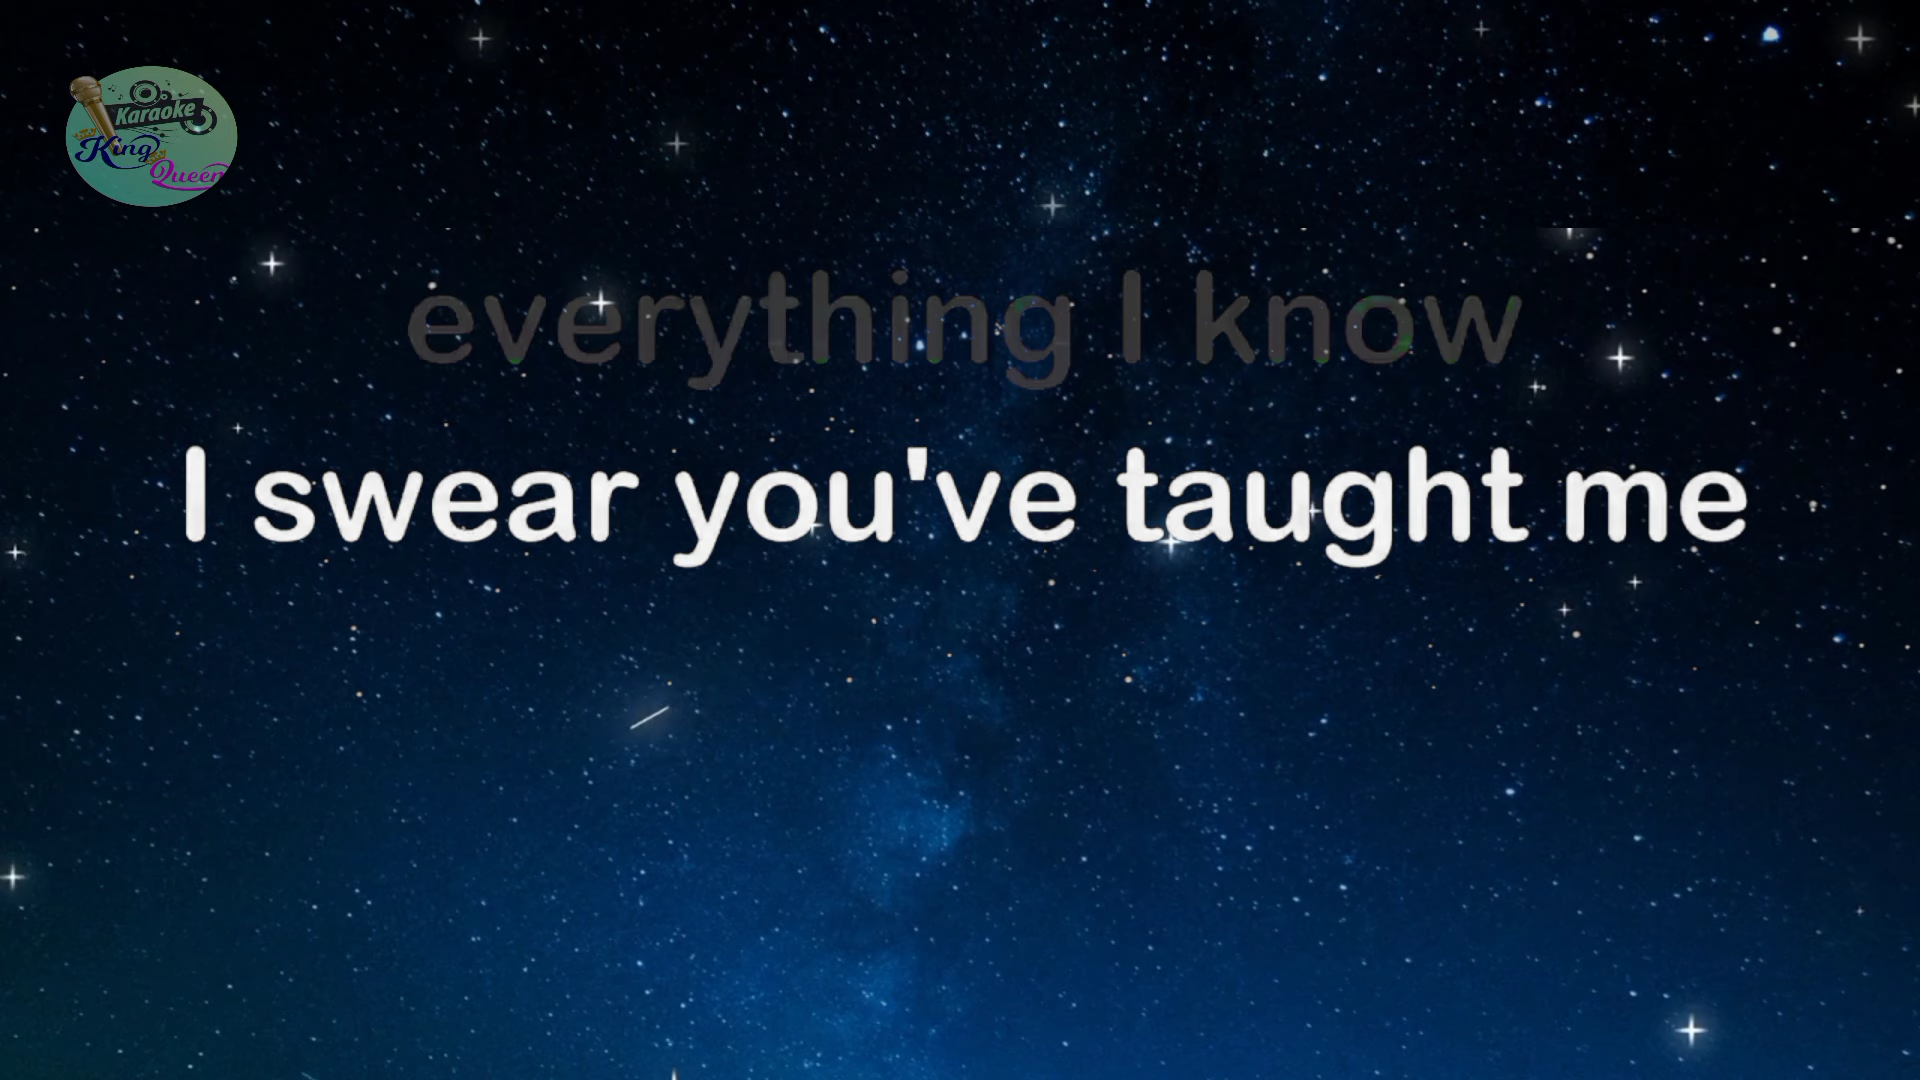 Karaoke
King
Queen
everything I know
I swear you've taught me